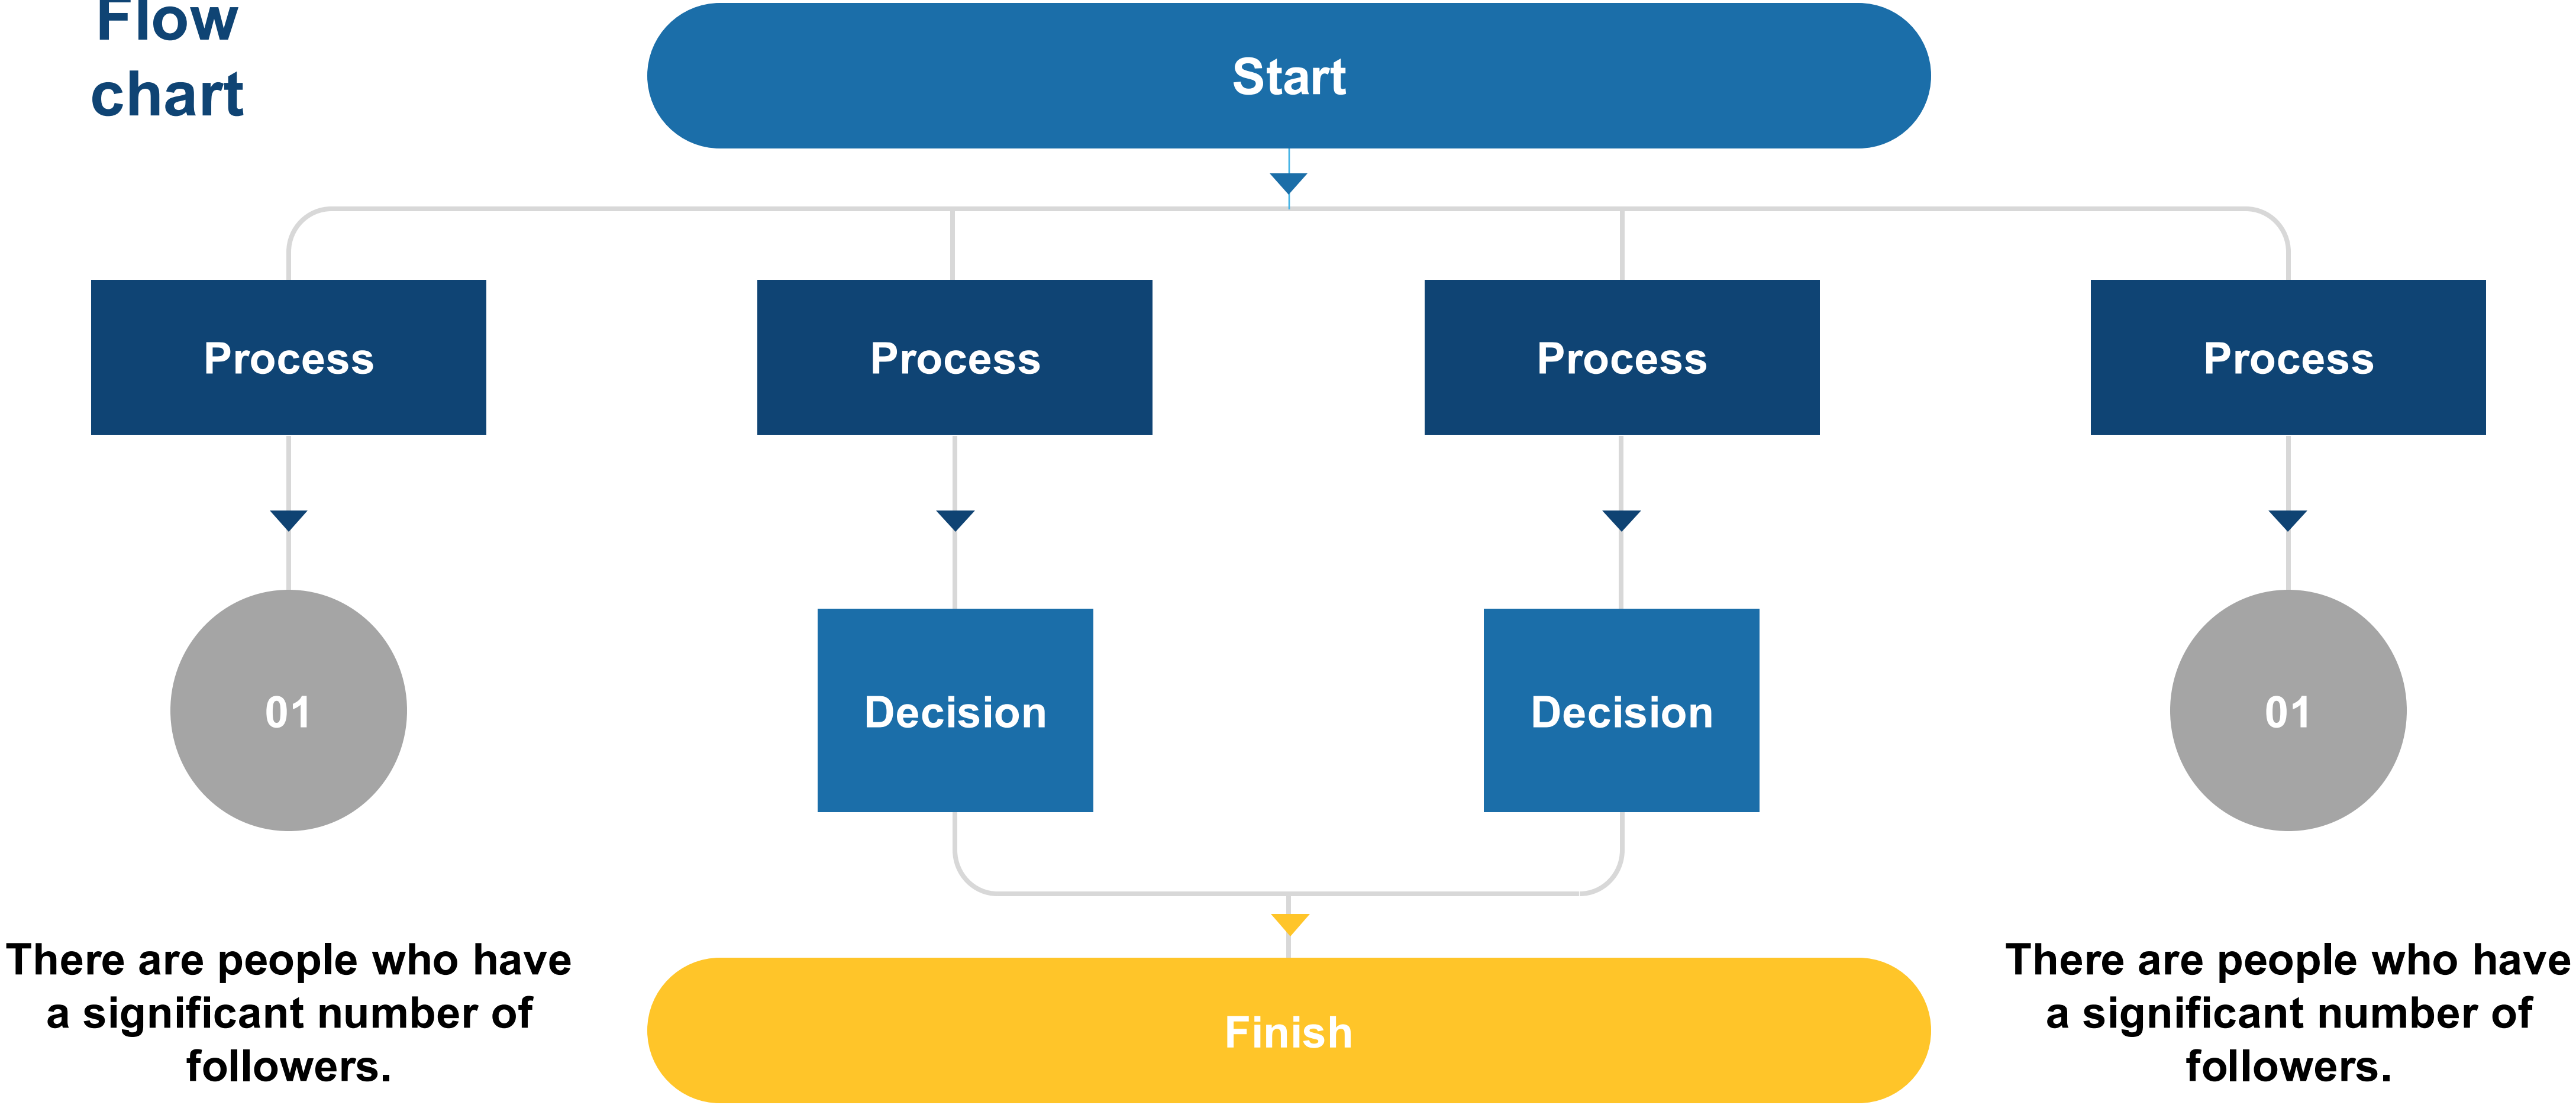 Flow
chart
Start
Process
Process
Process
Process
01
Decision
Decision
01
There are people who have
a significant number of
followers.
Finish
There are people who have
a significant number of
followers.